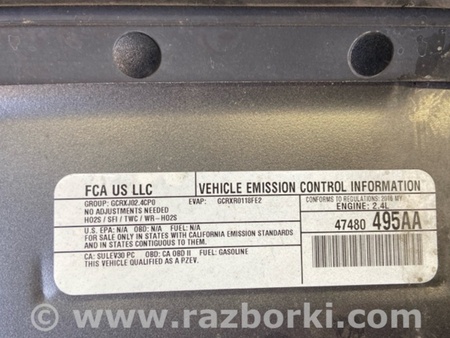 FCA US LLC
VEHICLE EMISSION CONTROL INFORMATION
GROUP: GCRXJ02.4CP0 EVAP: GCRXR0118FE2
NO ADJUSTMENTS NEEDED
HO2S / SFI / TWC / WR-HO2S
CONFORMS TO REGULATIONS: 2016 MY
ENGINE: 2.4L
U.S. EPA: N/A OBD: N/A FUEL: N/A
FOR SALE ONLY IN STATES WITH CALIFORNIA EMISSION STANDARDS
AND IN STATES CONTIGUOUS TO THEM.
47480 495AA
CA: SULEV30 PC OBD: CA OBD II FUEL: GASOLINE
THIS VEHICLE QUALIFIED AS A PZEV.
www.razborki.com